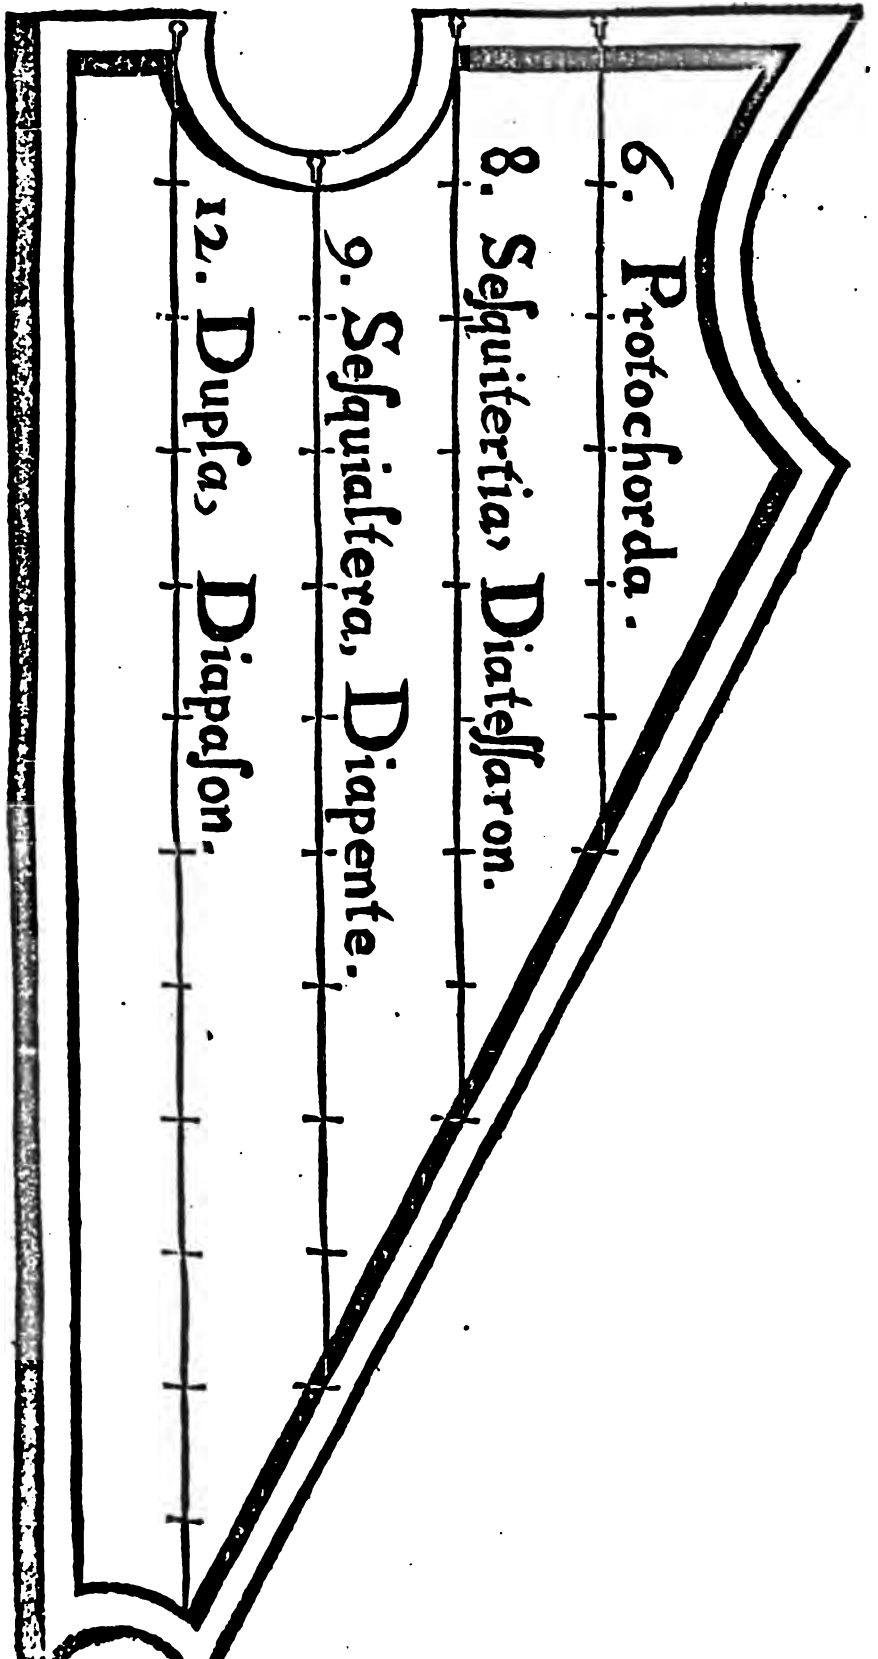 6. Protochorda.
8. Seſquitertia, Diateſſaron.
9. Seſquialtera, Diapente.
12. Dupla, Diapaſon.